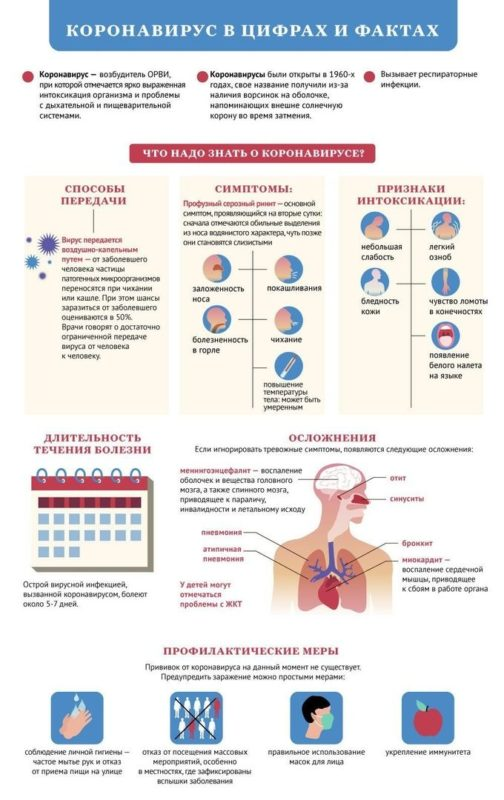 КОРОНАВИРУС В ЦИФРАХ И ФАКТАХ
Коронавирус — возбудитель ОРВИ,
при которой отмечается ярко выраженная
интоксикация организма и проблемы
с дыхательной и пищеварительной
системами.
Коронавирусы были открыты в 1960-х
годах, свое название получили из-за
наличия ворсинок на оболочке,
напоминающих внешне солнечную
корону во время затмения.
Вызывает респираторные
инфекции.
ЧТО НАДО ЗНАТЬ О КОРОНАВИРУСЕ?
СПОСОБЫ
ПЕРЕДАЧИ
Вирус передается
воздушно-капельным
путем — от заболевшего
человека частицы
патогенных микроорганизмов
переносятся при чихании
или кашле. При этом шансы
заразиться от заболевшего
оцениваются в 50%.
Врачи говорят о достаточно
ограниченной передаче
вируса от человека
к человеку.
СИМПТОМЫ:
Профузный серозный ринит — основной
симптом, проявляющийся на вторые сутки:
сначала отмечаются обильные выделения
из носа водянистого характера, чуть позже
они становятся слизистыми
заложенность
носа
покашливания
болезненность
в горле
чихание
повышение
температуры
тела: может быть
умеренным
ПРИЗНАКИ
ИНТОКСИКАЦИИ:
небольшая
слабость
легкий
озноб
бледность
кожи
чувство ломоты
в конечностях
появление
белого налета
на языке
ДЛИТЕЛЬНОСТЬ
ТЕЧЕНИЯ БОЛЕЗНИ
Острой вирусной инфекцией,
вызванной коронавирусом, болеют
около 5-7 дней.
ОСЛОЖНЕНИЯ
Если игнорировать тревожные симптомы, появляются следующие осложнения:
менингоэнцефалит — воспаление
оболочек и вещества головного
мозга, а также спинного мозга,
приводящее к параличу,
инвалидности и летальному исходу
отит
синуситы
пневмония
атипичная
пневмония
У детей могут
отмечаться
проблемы с ЖКТ
бронхит
миокардит —
воспаление сердечной
мышцы, приводящее
к сбоям в работе органа
ПРОФИЛАКТИЧЕСКИЕ МЕРЫ
Прививок от коронавируса на данный момент не существует.
Предупредить заражение можно простыми мерами:
соблюдение личной гигиены —
частое мытье рук и отказ
от приема пищи на улице
отказ от посещения массовых
мероприятий, особенно
в местностях, где зафиксированы
вспышки заболевания
правильное использование
масок для лица
укрепление иммунитета